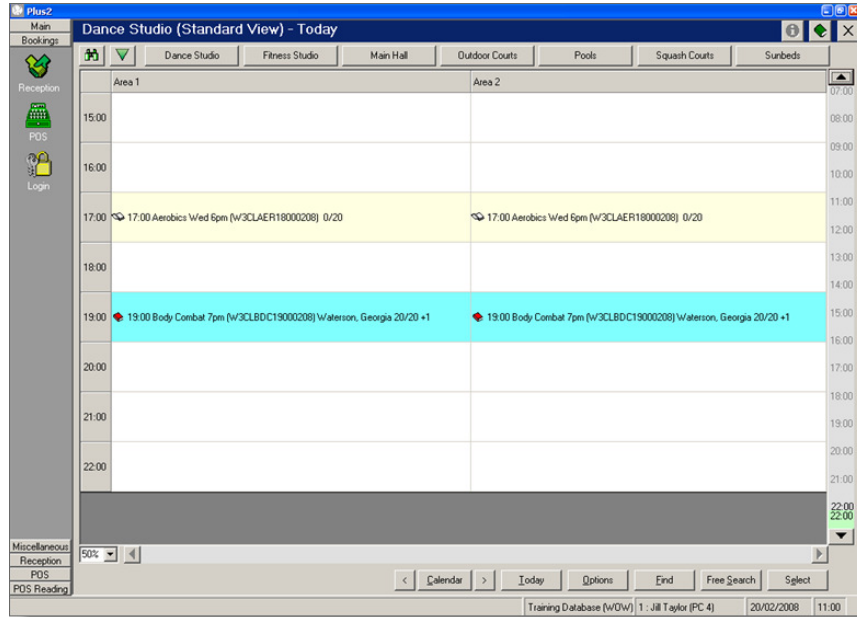 Plus2
Main
Bookings
Reception
POS
Login
Miscellaneous
Reception
POS
POS Reading
Dance Studio (Standard View) - Today
Dance Studio
Fitness Studio
Main Hall
Outdoor Courts
Pools
Squash Courts
Sunbeds
Area 1
Area 2
15:00
16:00
17:00 17:00 Aerobics Wed 6pm (W3CLAER18000208) 0/20 17:00 Aerobics Wed 6pm (W3CLAER18000208) 0/20
18:00
19:00 19:00 Body Combat 7pm (W3CLBDC19000208) Waterson, Georgia 20/20 +1 19:00 Body Combat 7pm (W3CLBDC19000208) Waterson, Georgia 20/20 +1
20:00
21:00
22:00
07:00
08:00
09:00
10:00
11:00
12:00
13:00
14:00
15:00
16:00
17:00
18:00
19:00
20:00
21:00
22:00
22:00
50%
< Calendar > Today Options Find Free Search Select
Training Database (WOW) 1 : Jill Taylor (PC 4) 20/02/2008 11:00